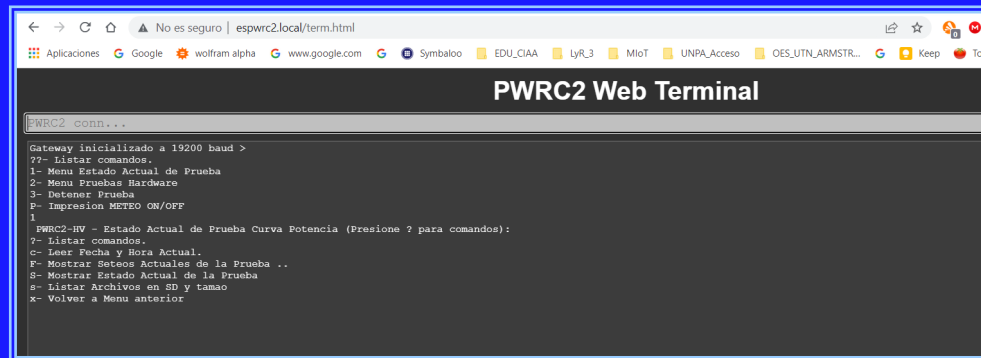 No es seguro | espwrc2.local/term.html
Aplicaciones Google wolfram alpha www.google.com Symbaloo EDU_CIAA LyR_3 MIoT UNPA_Acceso OES_UTN_ARMSTR... Keep To
PWRC2 Web Terminal
PWRC2 conn...
Gateway inicializado a 19200 baud >
??- Listar comandos.
1- Menu Estado Actual de Prueba
2- Menu Pruebas Hardware
3- Detener Prueba
P- Impresion METEO ON/OFF
1
PWRC2-HV - Estado Actual de Prueba Curva Potencia (Presione ? para comandos):
?- Listar comandos.
c- Leer Fecha y Hora Actual.
F- Mostrar Seteos Actuales de la Prueba ..
S- Mostrar Estado Actual de la Prueba
s- Listar Archivos en SD y tamao
x- Volver a Menu anterior